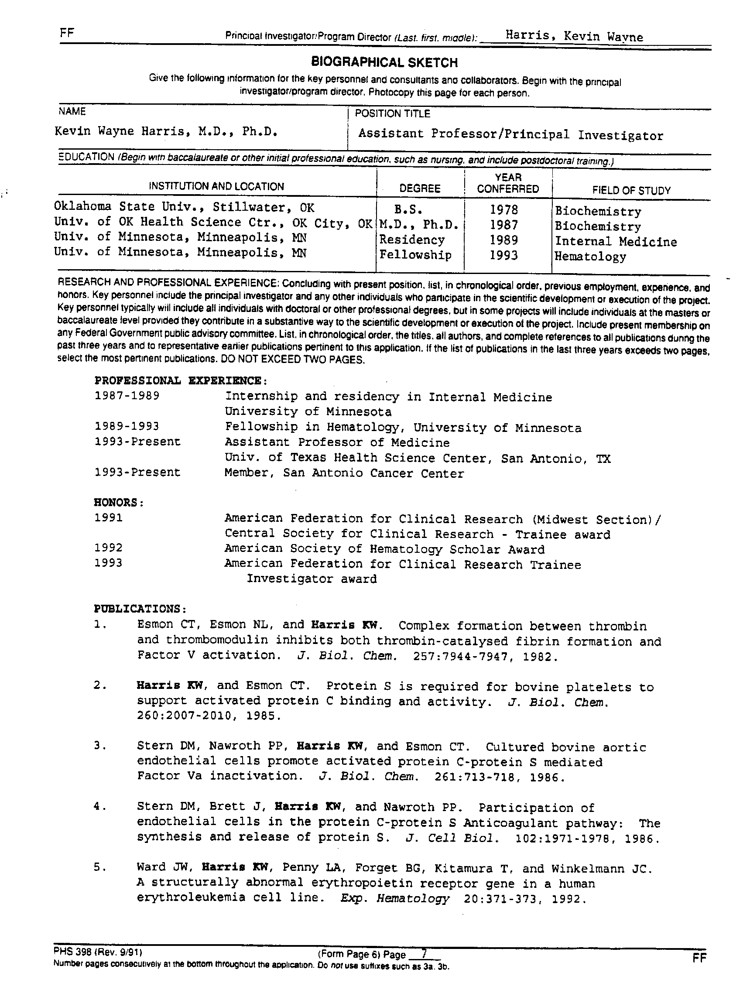 FF
Principal Investigator/Program Director (Last, first, middle): Harris, Kevin Wayne
BIOGRAPHICAL SKETCH
Give the following information for the key personnel and consultants and collaborators. Begin with the principal
investigator/program director. Photocopy this page for each person.
NAME
POSITION TITLE
Kevin Wayne Harris, M.D., Ph.D.
Assistant Professor/Principal Investigator
EDUCATION (Begin with baccalaureate or other initial professional education, such as nursing, and include postdoctoral training.)
INSTITUTION AND LOCATION DEGREE YEAR CONFERRED FIELD OF STUDY
Oklahoma State Univ., Stillwater, OK B.S. 1978 Biochemistry
Univ. of OK Health Science Ctr., OK City, OK M.D., Ph.D. 1987 Biochemistry
Univ. of Minnesota, Minneapolis, MN Residency 1989 Internal Medicine
Univ. of Minnesota, Minneapolis, MN Fellowship 1993 Hematology
RESEARCH AND PROFESSIONAL EXPERIENCE: Concluding with present position, list, in chronological order, previous employment, experience, and
honors. Key personnel include the principal investigator and any other individuals who participate in the scientific development or execution of the project.
Key personnel typically will include all individuals with doctoral or other professional degrees, but in some projects will include individuals at the masters or
baccalaureate level provided they contribute in a substantive way to the scientific development or execution of the project. Include present membership on
any Federal Government public advisory committee. List, in chronological order, the titles, all authors, and complete references to all publications during the
past three years and to representative earlier publications pertinent to this application. If the list of publications in the last three years exceeds two pages,
select the most pertinent publications. DO NOT EXCEED TWO PAGES.
PROFESSIONAL EXPERIENCE:
1987-1989 Internship and residency in Internal Medicine
University of Minnesota
1989-1993 Fellowship in Hematology, University of Minnesota
1993-Present Assistant Professor of Medicine
Univ. of Texas Health Science Center, San Antonio, TX
1993-Present Member, San Antonio Cancer Center
HONORS:
1991 American Federation for Clinical Research (Midwest Section)/
Central Society for Clinical Research - Trainee award
1992 American Society of Hematology Scholar Award
1993 American Federation for Clinical Research Trainee
Investigator award
PUBLICATIONS:
1. Esmon CT, Esmon NL, and Harris KW. Complex formation between thrombin
and thrombomodulin inhibits both thrombin-catalysed fibrin formation and
Factor V activation. J. Biol. Chem. 257:7944-7947, 1982.
2. Harris KW, and Esmon CT. Protein S is required for bovine platelets to
support activated protein C binding and activity. J. Biol. Chem.
260:2007-2010, 1985.
3. Stern DM, Nawroth PP, Harris KW, and Esmon CT. Cultured bovine aortic
endothelial cells promote activated protein C-protein S mediated
Factor Va inactivation. J. Biol. Chem. 261:713-718, 1986.
4. Stern DM, Brett J, Harris KW, and Nawroth PP. Participation of
endothelial cells in the protein C-protein S Anticoagulant pathway: The
synthesis and release of protein S. J. Cell Biol. 102:1971-1978, 1986.
5. Ward JW, Harris KW, Penny LA, Forget BG, Kitamura T, and Winkelmann JC.
A structurally abnormal erythropoietin receptor gene in a human
erythroleukemia cell line. Exp. Hematology 20:371-373, 1992.
PHS 398 (Rev. 9/91) (Form Page 6) Page 7 FF
Number pages consecutively at the bottom throughout the application. Do not use suffixes such as 3a, 3b.